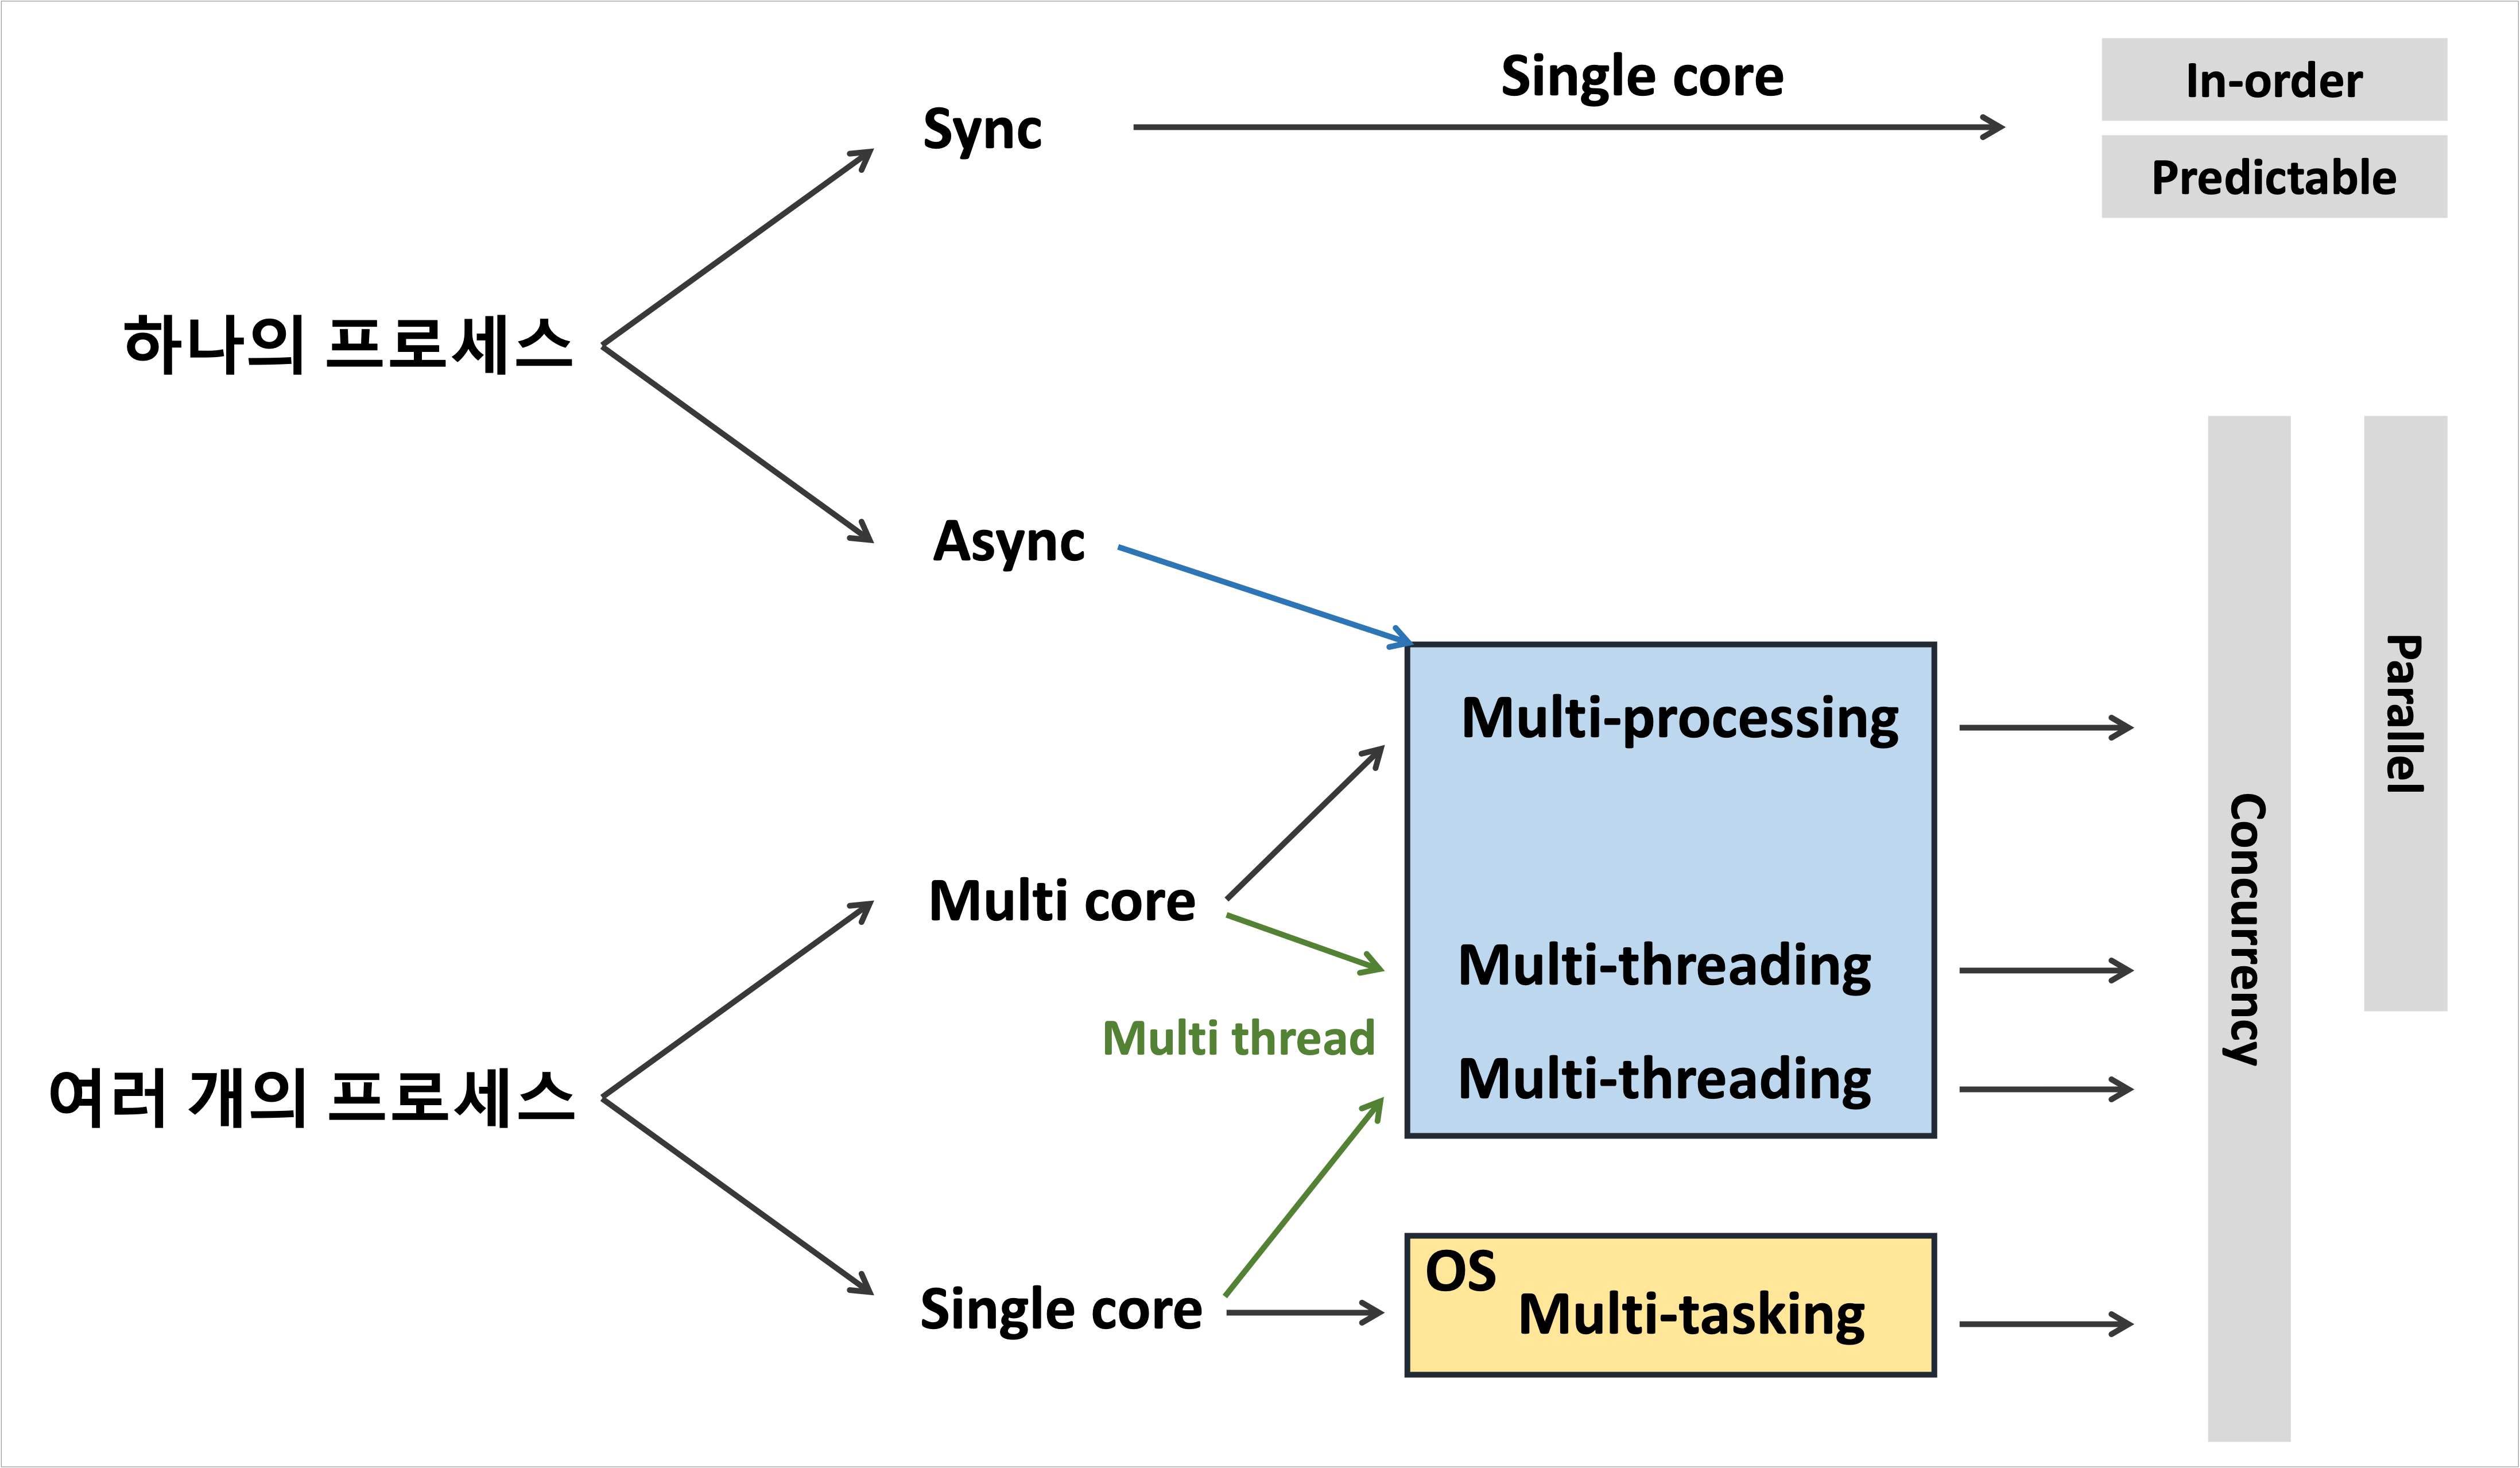 Single core
In-order
Sync
Predictable
하나의 프로세스
Async
Multi-processing
Parallel
Multi core
Multi-threading
Concurrency
Multi thread
Multi-threading
여러 개의 프로세스
OS
Single core
Multi-tasking